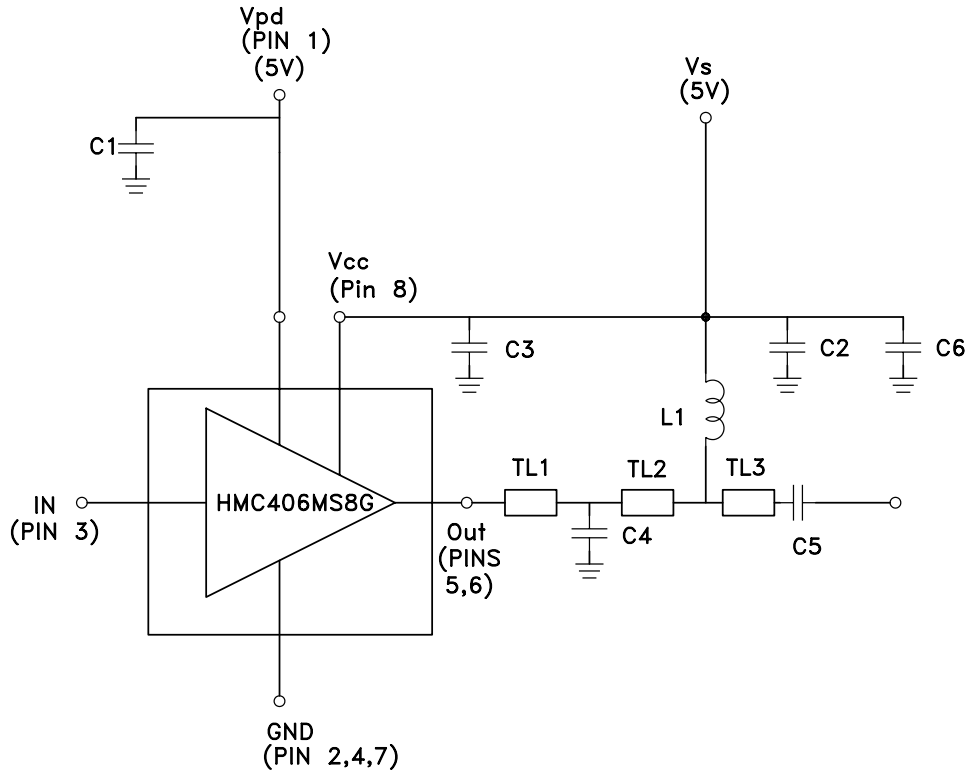 Vpd
(PIN 1)
(5V)
Vs
(5V)
C1
Vcc
(Pin 8)
C3
C2
C6
L1
TL1
TL2
TL3
HMC406MS8G
IN
(PIN 3)
Out
(PINS
5,6)
C4
C5
GND
(PIN 2,4,7)